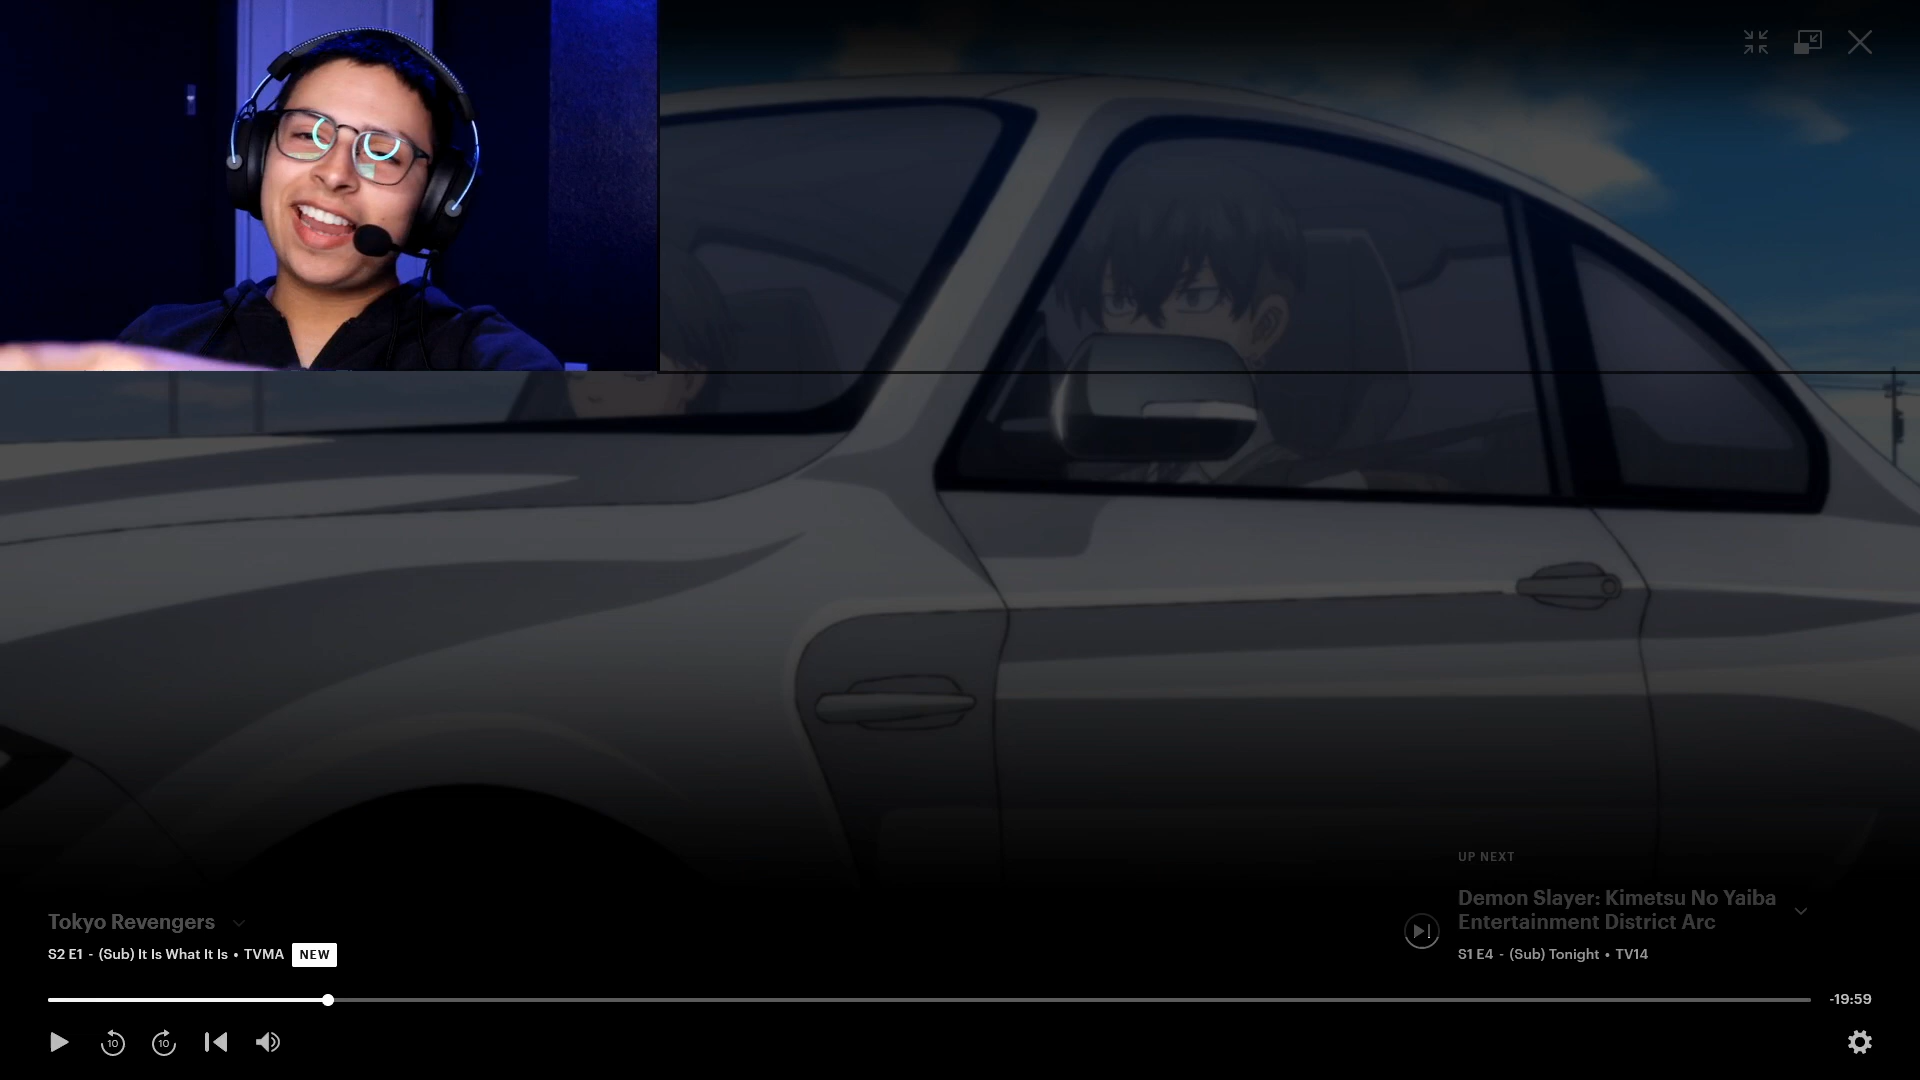 UP NEXT
Demon Slayer: Kimetsu No Yaiba
Entertainment District Arc
S1 E4 - (Sub) Tonight • TV14
Tokyo Revengers
S2 E1 - (Sub) It Is What It Is • TVMA NEW
-19:59
10 10